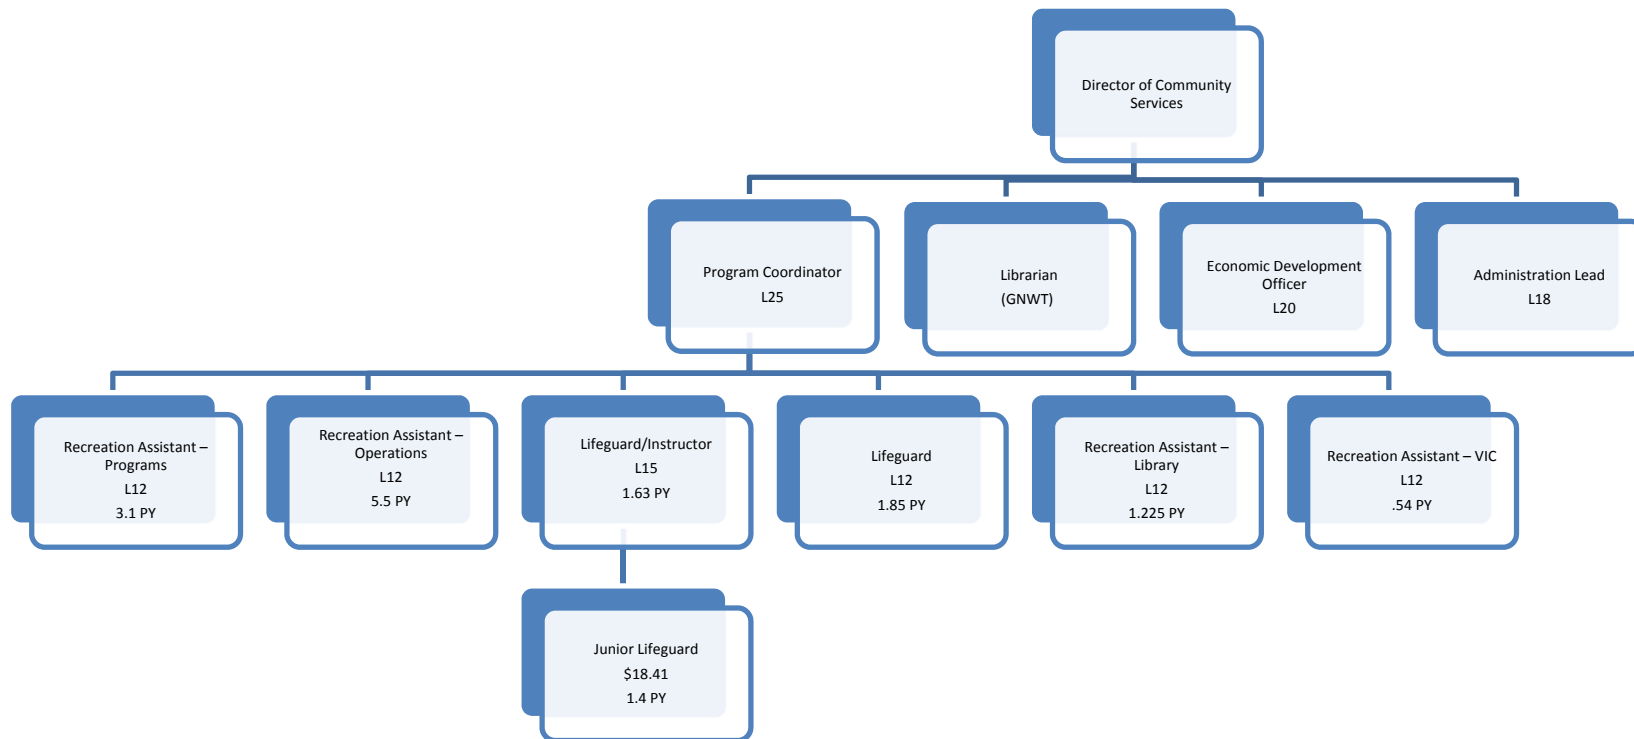 Director of Community
Services
Program Coordinator
L25
Librarian
(GNWT)
Economic Development
Officer
L20
Administration Lead
L18
Recreation Assistant –
Programs
L12
3.1 PY
Recreation Assistant –
Operations
L12
5.5 PY
Lifeguard/Instructor
L15
1.63 PY
Lifeguard
L12
1.85 PY
Recreation Assistant –
Library
L12
1.225 PY
Recreation Assistant – VIC
L12
.54 PY
Junior Lifeguard
$18.41
1.4 PY